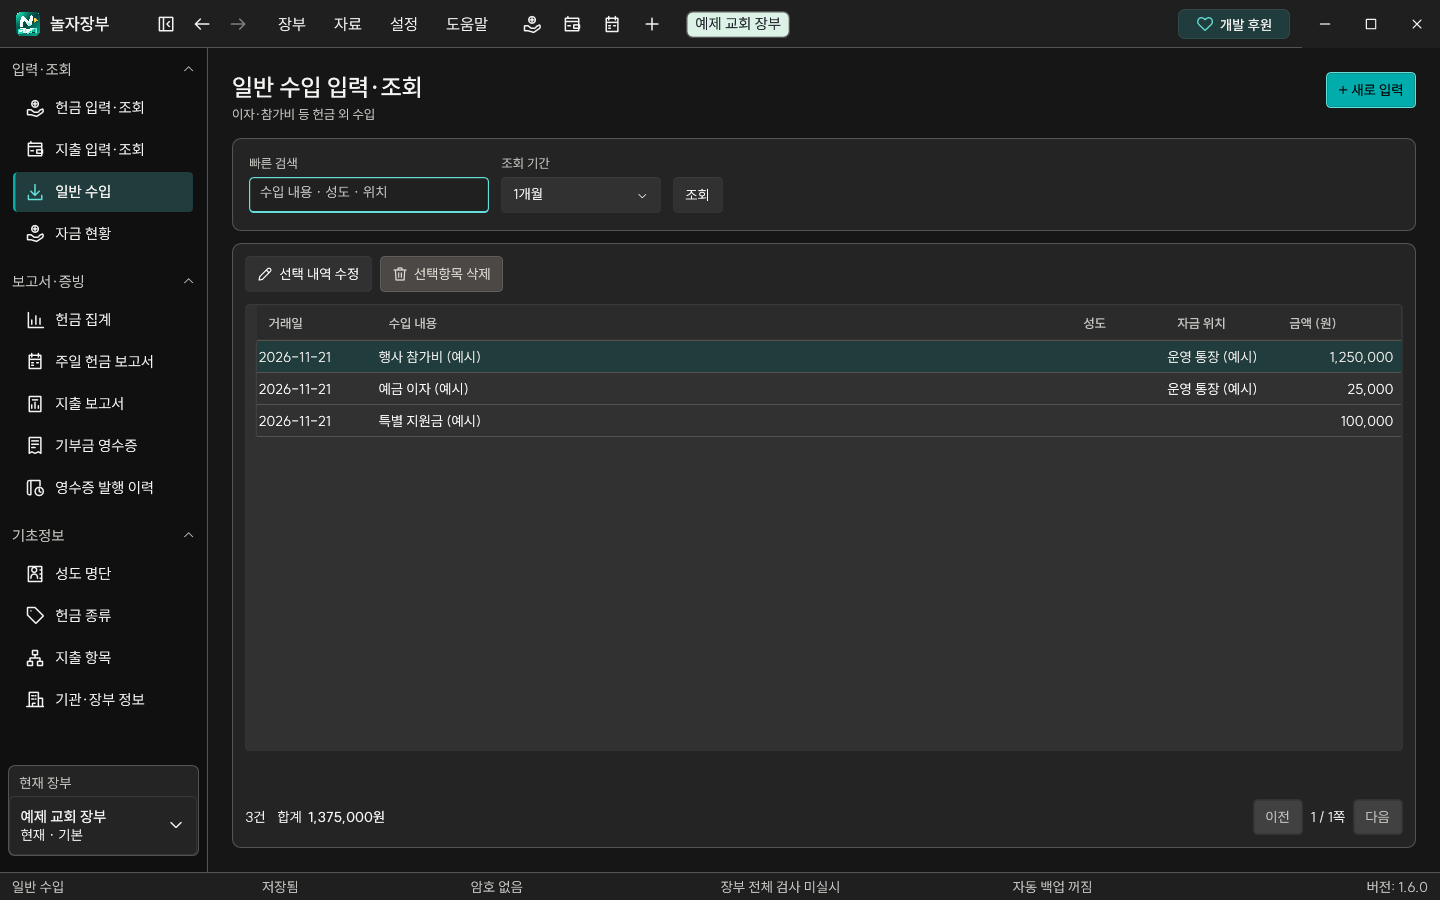 놀자장부
장부
자료
설정
도움말
예제 교회 장부
개발 후원
입력·조회
헌금 입력·조회
지출 입력·조회
일반 수입
자금 현황
보고서·증빙
헌금 집계
주일 헌금 보고서
지출 보고서
기부금 영수증
영수증 발행 이력
기초정보
성도 명단
헌금 종류
지출 항목
기관·장부 정보
현재 장부
예제 교회 장부
현재 · 기본
일반 수입 입력·조회
이자·참가비 등 헌금 외 수입
+ 새로 입력
빠른 검색
조회 기간
수입 내용 · 성도 · 위치
1개월
조회
선택 내역 수정
선택항목 삭제
거래일 수입 내용 성도 자금 위치 금액 (원)
2026-11-21 행사 참가비 (예시) 운영 통장 (예시) 1,250,000
2026-11-21 예금 이자 (예시) 운영 통장 (예시) 25,000
2026-11-21 특별 지원금 (예시) 100,000
3건 합계 1,375,000원
이전 1 / 1쪽 다음
일반 수입 저장됨 암호 없음 장부 전체 검사 미실시 자동 백업 꺼짐 버전: 1.6.0